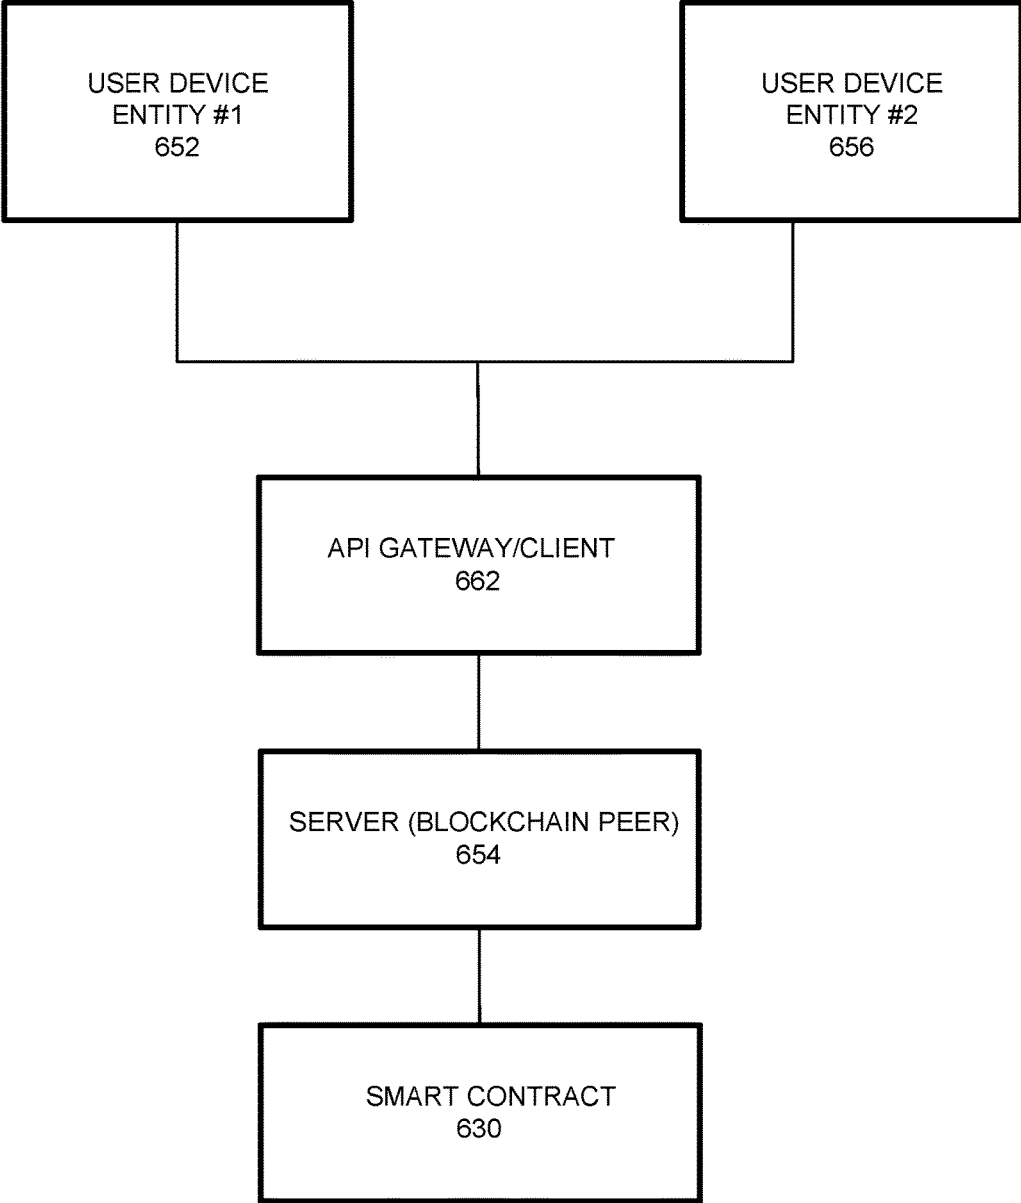 USER DEVICE
ENTITY #1
652
USER DEVICE
ENTITY #2
656
API GATEWAY/CLIENT
662
SERVER (BLOCKCHAIN PEER)
654
SMART CONTRACT
630